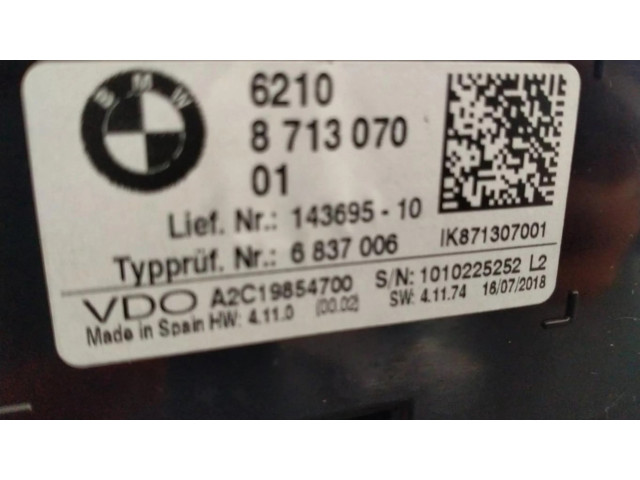 BMW
6210
8 713 070
01
Lief. Nr.: 143695 - 10
Typprüf. Nr.: 6 837 006
IK871307001
VDO A2C19854700 S/N: 1010225252 L2
Made in Spain HW: 4.11.0 (00.02) SW: 4.11.74 16/07/2018